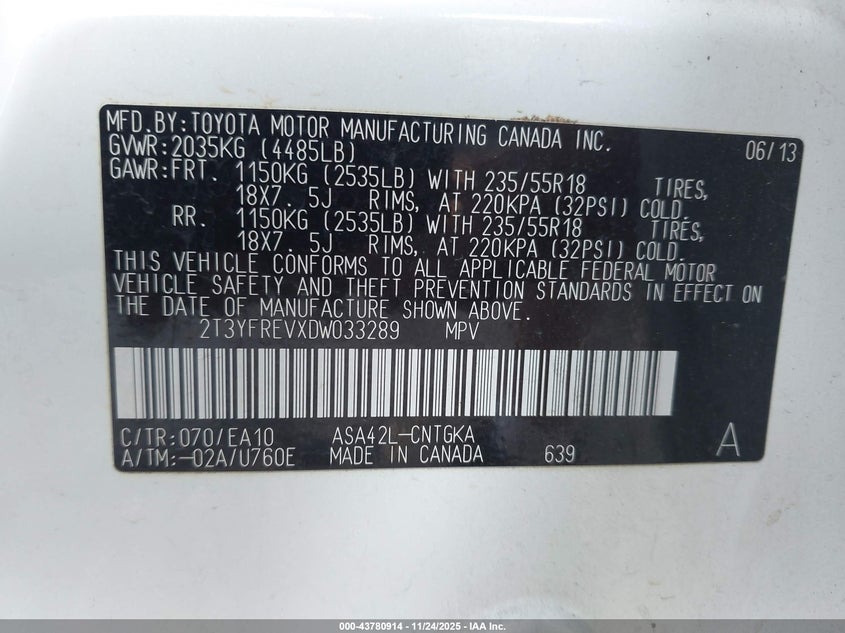 MFD.BY:TOYOTA MOTOR MANUFACTURING CANADA INC. 06/13
GVWR:2035KG (4485LB)
GAWR:FRT. 1150KG (2535LB) WITH 235/55R18 TIRES,
18X7. 5J RIMS, AT 220KPA (32PSI) COLD.
RR. 1150KG (2535LB) WITH 235/55R18 TIRES,
18X7. 5J RIMS, AT 220KPA (32PSI) COLD.
THIS VEHICLE CONFORMS TO ALL APPLICABLE FEDERAL MOTOR
VEHICLE SAFETY AND THEFT PREVENTION STANDARDS IN EFFECT ON
THE DATE OF MANUFACTURE SHOWN ABOVE.
2T3YFREVXDW033289 MPV
C/TR:070/EA10 ASA42L-CNTGKA
A/TM:-02A/U760E MADE IN CANADA 639 A
000-43780914 - 11/24/2025 - IAA Inc.